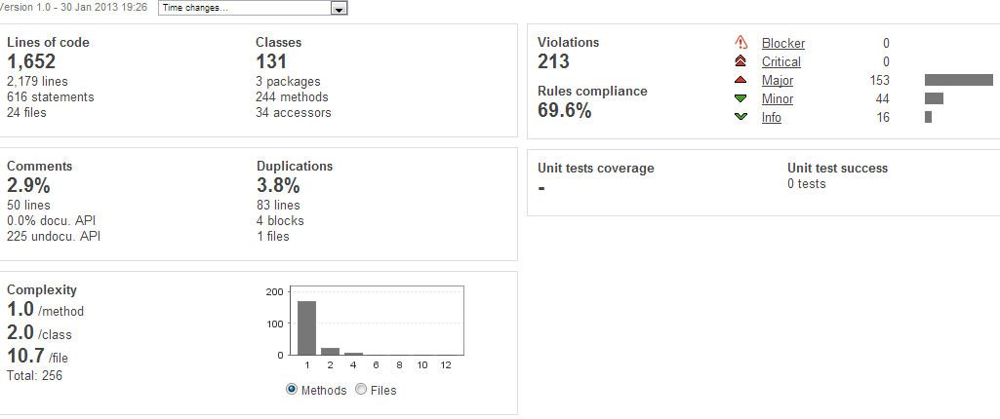 Version 1.0 - 30 Jan 2013 19:26 Time changes...
Lines of code
1,652
2,179 lines
616 statements
24 files
Classes
131
3 packages
244 methods
34 accessors
Comments
2.9%
50 lines
0.0% docu. API
225 undocu. API
Duplications
3.8%
83 lines
4 blocks
1 files
Complexity
1.0 /method
2.0 /class
10.7 /file
Total: 256
200
100
0
1 2 4 6 8 10 12
Methods Files
Violations
213
Rules compliance
69.6%
Blocker 0
Critical 0
Major 153
Minor 44
Info 16
Unit tests coverage
-
Unit test success
0 tests